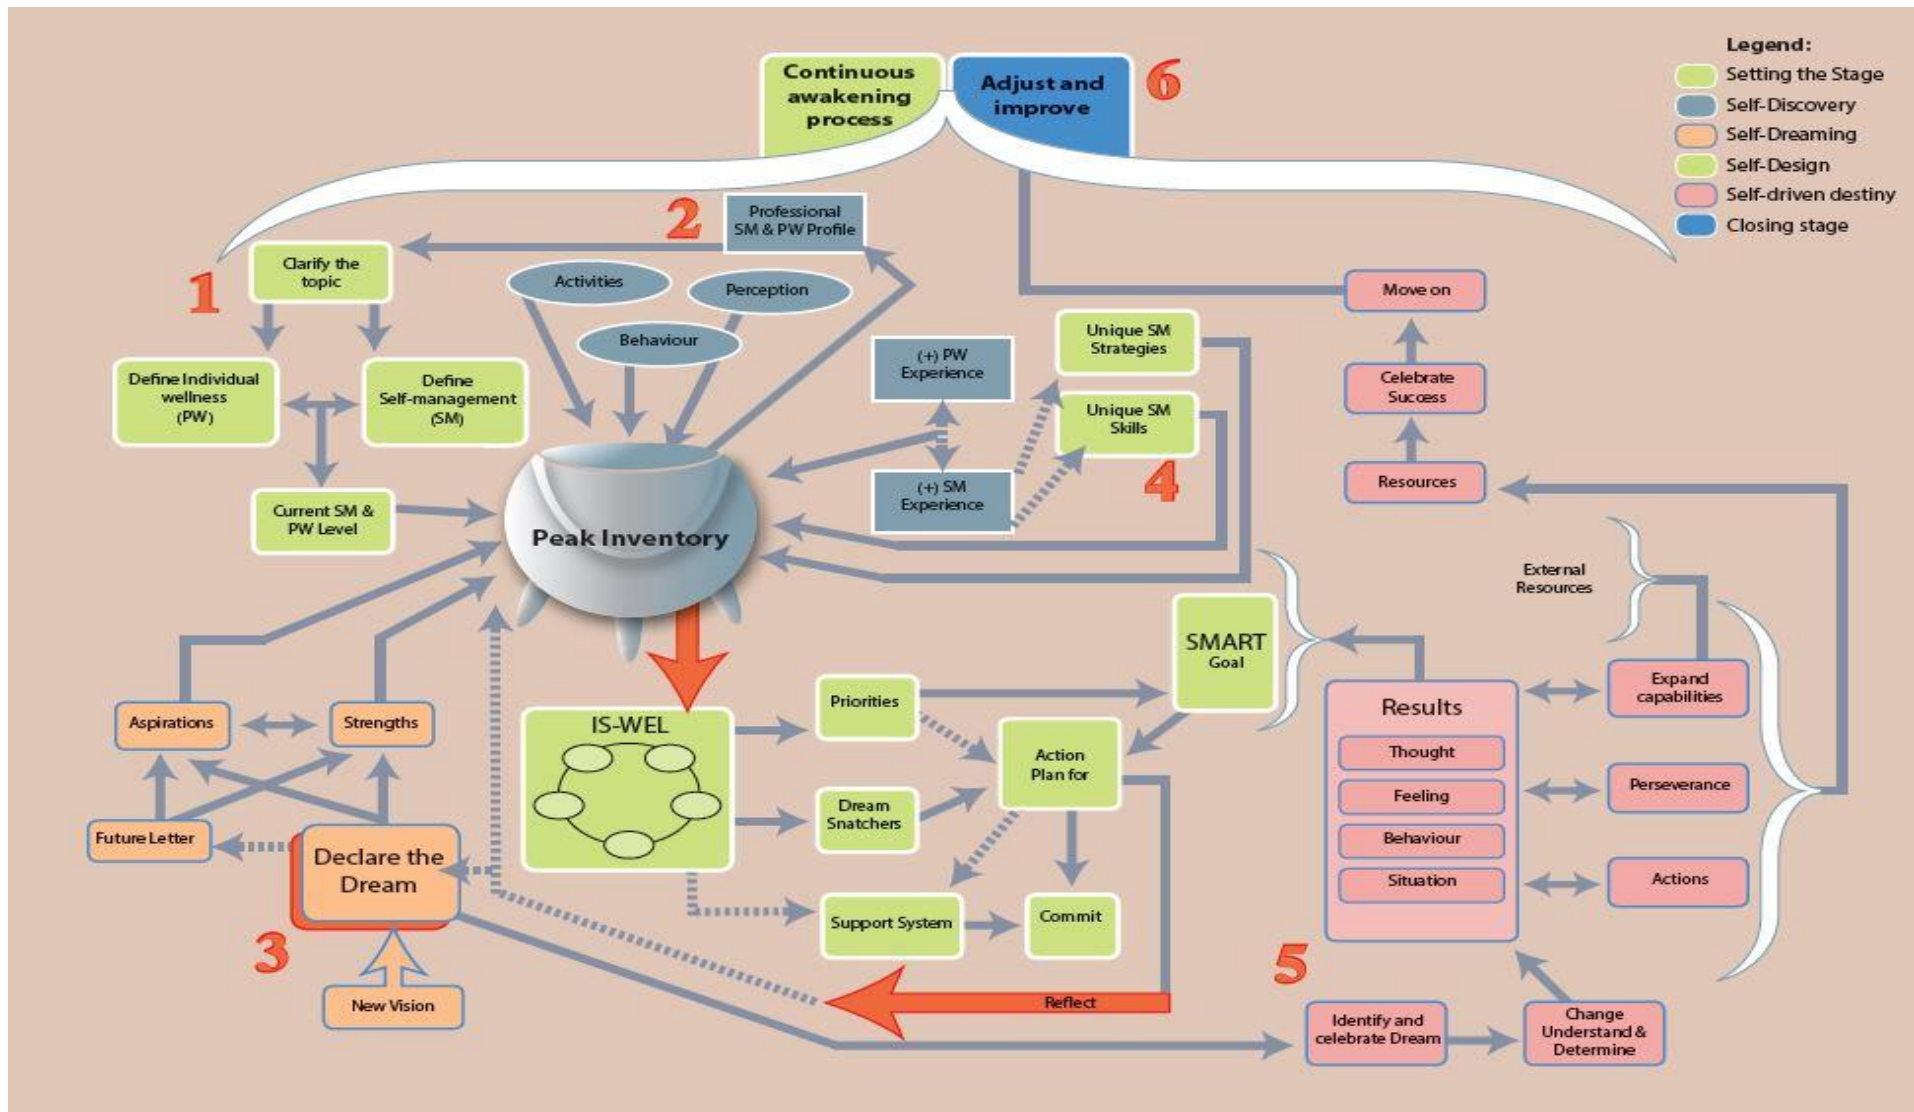 Continuous
awakening
process
Adjust and
improve
6
Legend:
Setting the Stage
Self-Discovery
Self-Dreaming
Self-Design
Self-driven destiny
Closing stage
2
Professional
SM & PW Profile
1
Clarify the
topic
Activities
Perception
Behaviour
Define Individual
wellness
(PW)
Define
Self-management
(SM)
Current SM &
PW Level
Peak Inventory
(+) PW
Experience
(+) SM
Experience
Unique SM
Strategies
Unique SM
Skills
4
Move on
Celebrate
Success
Resources
External
Resources
Aspirations
Strengths
Future Letter
Declare the
Dream
3
New Vision
IS-WEL
Priorities
Dream
Snatchers
Action
Plan for
SMART
Goal
Support System
Commit
Reflect
Results
Thought
Feeling
Behaviour
Situation
Expand
capabilities
Perseverance
Actions
5
Identify and
celebrate Dream
Change
Understand &
Determine